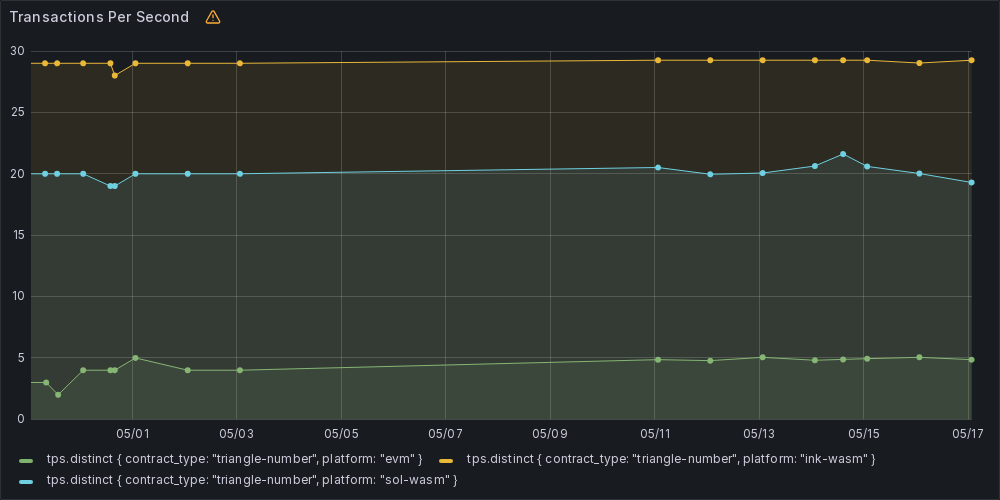 Transactions Per Second
30
25
20
15
10
5
0
05/01 05/03 05/05 05/07 05/09 05/11 05/13 05/15 05/17
tps.distinct { contract_type: "triangle-number", platform: "evm" } tps.distinct { contract_type: "triangle-number", platform: "ink-wasm" }
tps.distinct { contract_type: "triangle-number", platform: "sol-wasm" }